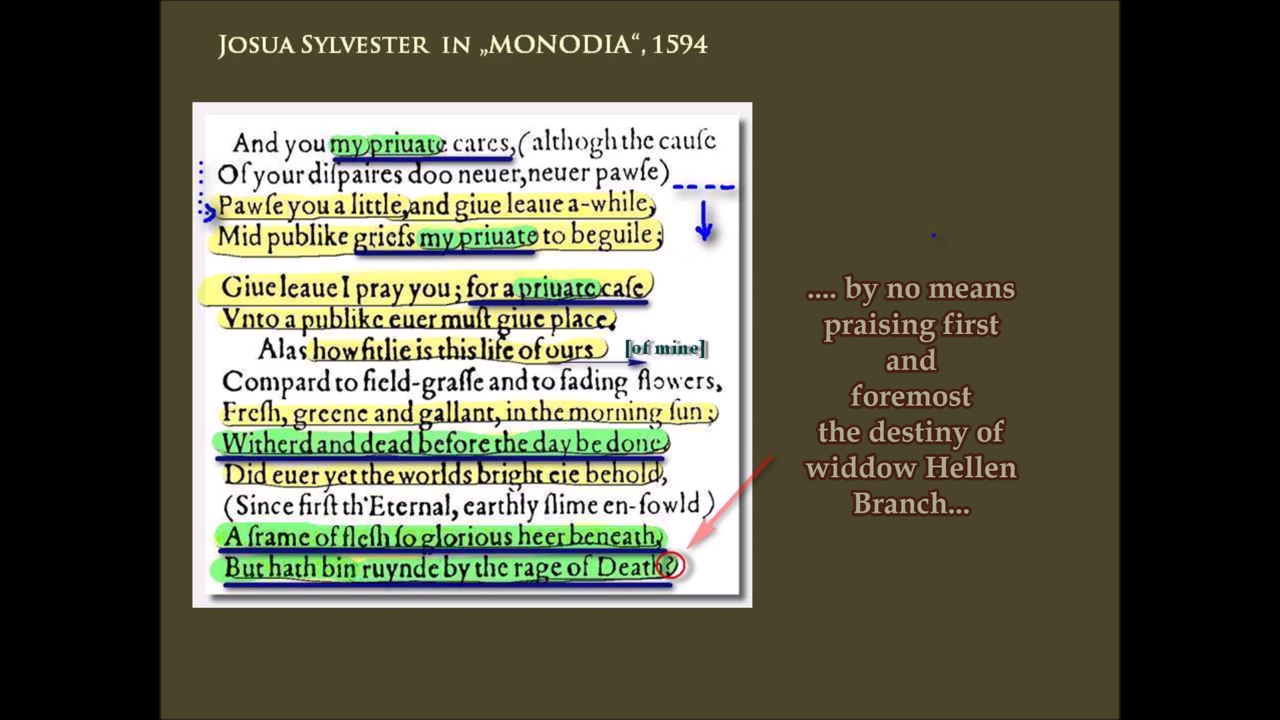 JOSUA SYLVESTER IN „MONODIA“, 1594
And you my priuate cares, (althogh the cauſe
Of your diſpaires doo neuer, neuer pawſe)
Pawſe you a little, and giue leaue a-while,
Mid publike griefs my priuate to beguile;
Giue leaue I pray you; for a priuate caſe
Vnto a publike euer muſt giue place.
Alas how fitlie is this life of ours [of mine]
Compard to field-graſſe and to fading flowers,
Freſh, greene and gallant, in the morning ſun;
Witherd and dead before the day be done,
Did euer yet the worlds bright eie behold,
(Since firſt th'Eternal, earthly ſlime en-fowld)
A frame of fleſh ſo glorious heer beneath,
But hath bin ruynde by the rage of Death?
.... by no means
praising first
and
foremost
the destiny of
widdow Hellen
Branch...